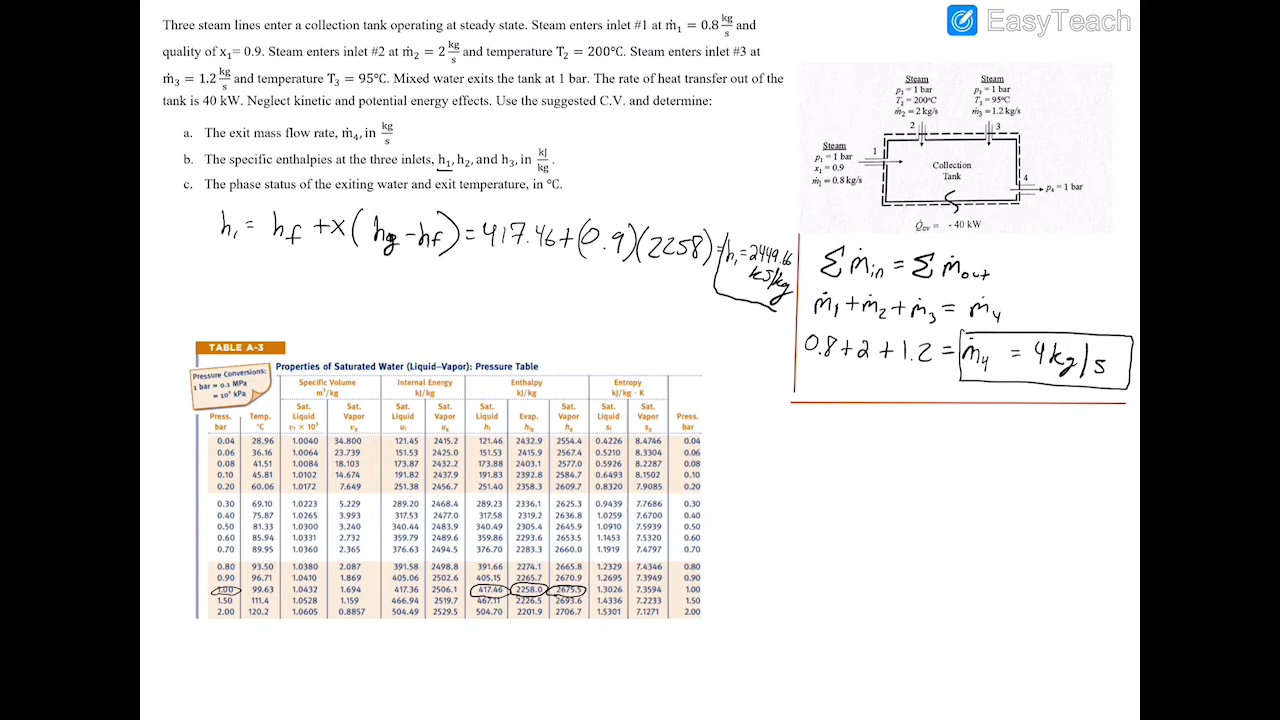 EasyTeach
Three steam lines enter a collection tank operating at steady state. Steam enters inlet #1 at ṁ₁ = 0.8 kg/s and
quality of x₁= 0.9. Steam enters inlet #2 at ṁ₂ = 2 kg/s and temperature T₂ = 200°C. Steam enters inlet #3 at
ṁ₃ = 1.2 kg/s and temperature T₃ = 95°C. Mixed water exits the tank at 1 bar. The rate of heat transfer out of the
tank is 40 kW. Neglect kinetic and potential energy effects. Use the suggested C.V. and determine:
a. The exit mass flow rate, ṁ₄, in kg/s
b. The specific enthalpies at the three inlets, h₁, h₂, and h₃, in kJ/kg.
c. The phase status of the exiting water and exit temperature, in °C.
Steam
p₂ = 1 bar
T₂ = 200°C
ṁ₂ = 2 kg/s
2
Steam
p₃ = 1 bar
T₃ = 95°C
ṁ₃ = 1.2 kg/s
3
Steam
p₁ = 1 bar
x₁ = 0.9
ṁ₁ = 0.8 kg/s
1
Collection
Tank
4
p₄ = 1 bar
Q̇cv = - 40 kW
h₁ = hf + x (hg - hf) = 417.46 + (0.9)(2258) = h₁ = 2449.66
kJ/kg
Σ ṁin = Σ ṁout
ṁ₁ + ṁ₂ + ṁ₃ = ṁ₄
0.8 + 2 + 1.2 = ṁ₄ = 4 kg/s
TABLE A-3
Pressure Conversions:
1 bar = 0.1 MPa
= 10² kPa
Properties of Saturated Water (Liquid–Vapor): Pressure Table
Specific Volume Internal Energy Enthalpy Entropy
m³/kg kJ/kg kJ/kg kJ/kg · K
Sat. Sat. Sat. Sat. Sat. Sat. Sat. Sat.
Press. Temp. Liquid Vapor Liquid Vapor Liquid Evap. Vapor Liquid Vapor Press.
bar °C vf × 10³ vg uf ug hf hfg hg sf sg bar
0.04 28.96 1.0040 34.800 121.45 2415.2 121.46 2432.9 2554.4 0.4226 8.4746 0.04
0.06 36.16 1.0064 23.739 151.53 2425.0 151.53 2415.9 2567.4 0.5210 8.3304 0.06
0.08 41.51 1.0084 18.103 173.87 2432.2 173.88 2403.1 2577.0 0.5926 8.2287 0.08
0.10 45.81 1.0102 14.674 191.82 2437.9 191.83 2392.8 2584.7 0.6493 8.1502 0.10
0.20 60.06 1.0172 7.649 251.38 2456.7 251.40 2358.3 2609.7 0.8320 7.9085 0.20
0.30 69.10 1.0223 5.229 289.20 2468.4 289.23 2336.1 2625.3 0.9439 7.7686 0.30
0.40 75.87 1.0265 3.993 317.53 2477.0 317.58 2319.2 2636.8 1.0259 7.6700 0.40
0.50 81.33 1.0300 3.240 340.44 2483.9 340.49 2305.4 2645.9 1.0910 7.5939 0.50
0.60 85.94 1.0331 2.732 359.79 2489.6 359.86 2293.6 2653.5 1.1453 7.5320 0.60
0.70 89.95 1.0360 2.365 376.63 2494.5 376.70 2283.3 2660.0 1.1919 7.4797 0.70
0.80 93.50 1.0380 2.087 391.58 2498.8 391.66 2274.1 2665.8 1.2329 7.4346 0.80
0.90 96.71 1.0410 1.869 405.06 2502.6 405.15 2265.7 2670.9 1.2695 7.3949 0.90
1.00 99.63 1.0432 1.694 417.36 2506.1 417.46 2258.0 2675.5 1.3026 7.3594 1.00
1.50 111.4 1.0528 1.159 466.94 2519.7 467.11 2226.5 2693.6 1.4336 7.2233 1.50
2.00 120.2 1.0605 0.8857 504.49 2529.5 504.70 2201.9 2706.7 1.5301 7.1271 2.00